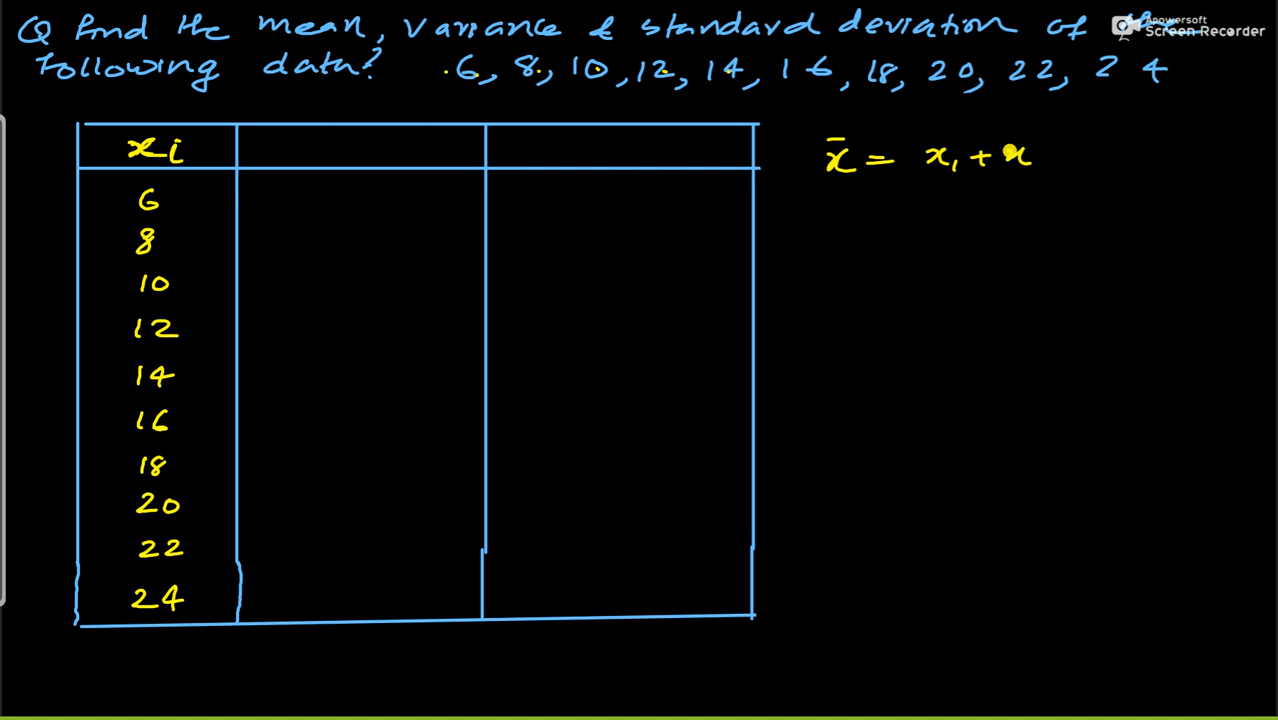 Q find the mean, variance & standard deviation of the
following data? 6, 8, 10, 12, 14, 16, 18, 20, 22, 24
Apowersoft
Screen Recorder
xi
x̄ = x₁ + x
6
8
10
12
14
16
18
20
22
24